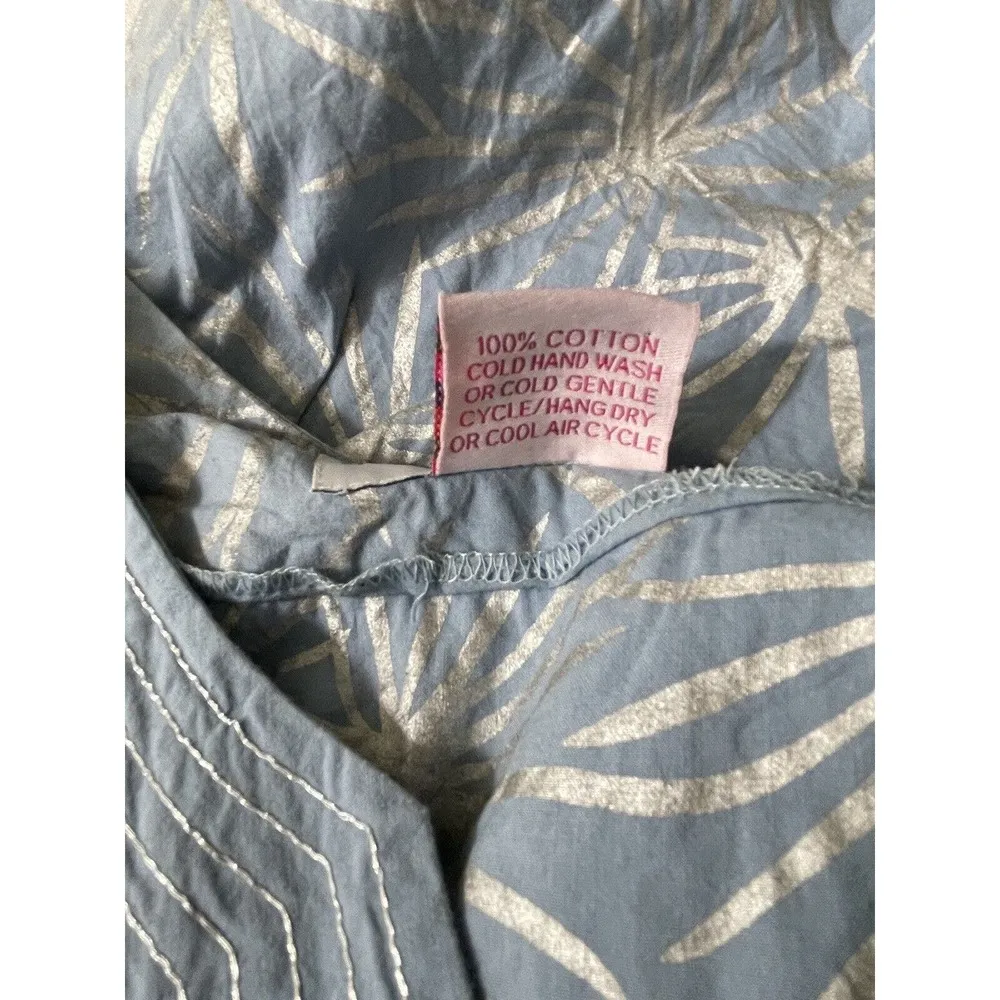 100% COTTON
COLD HAND WASH
OR COLD GENTLE
CYCLE/HANG DRY
OR COOL AIR CYCLE